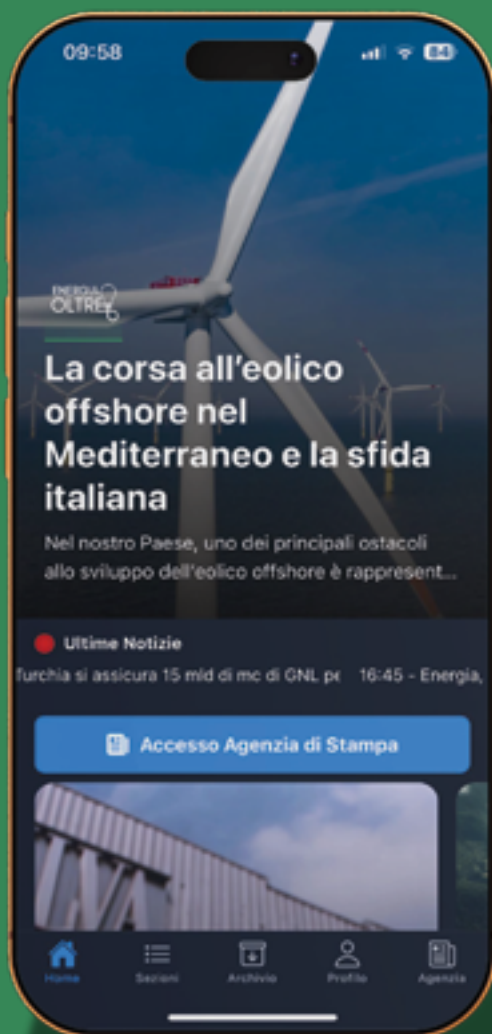 09:58
84
ENERGIA
OLTRE
La corsa all'eolico
offshore nel
Mediterraneo e la sfida
italiana
Nel nostro Paese, uno dei principali ostacoli
allo sviluppo dell'eolico offshore è rappresent...
Ultime Notizie
Turchia si assicura 15 mld di mc di GNL pe 16:45 - Energia,
Accesso Agenzia di Stampa
Home Sezioni Archivio Profilo Agenzia